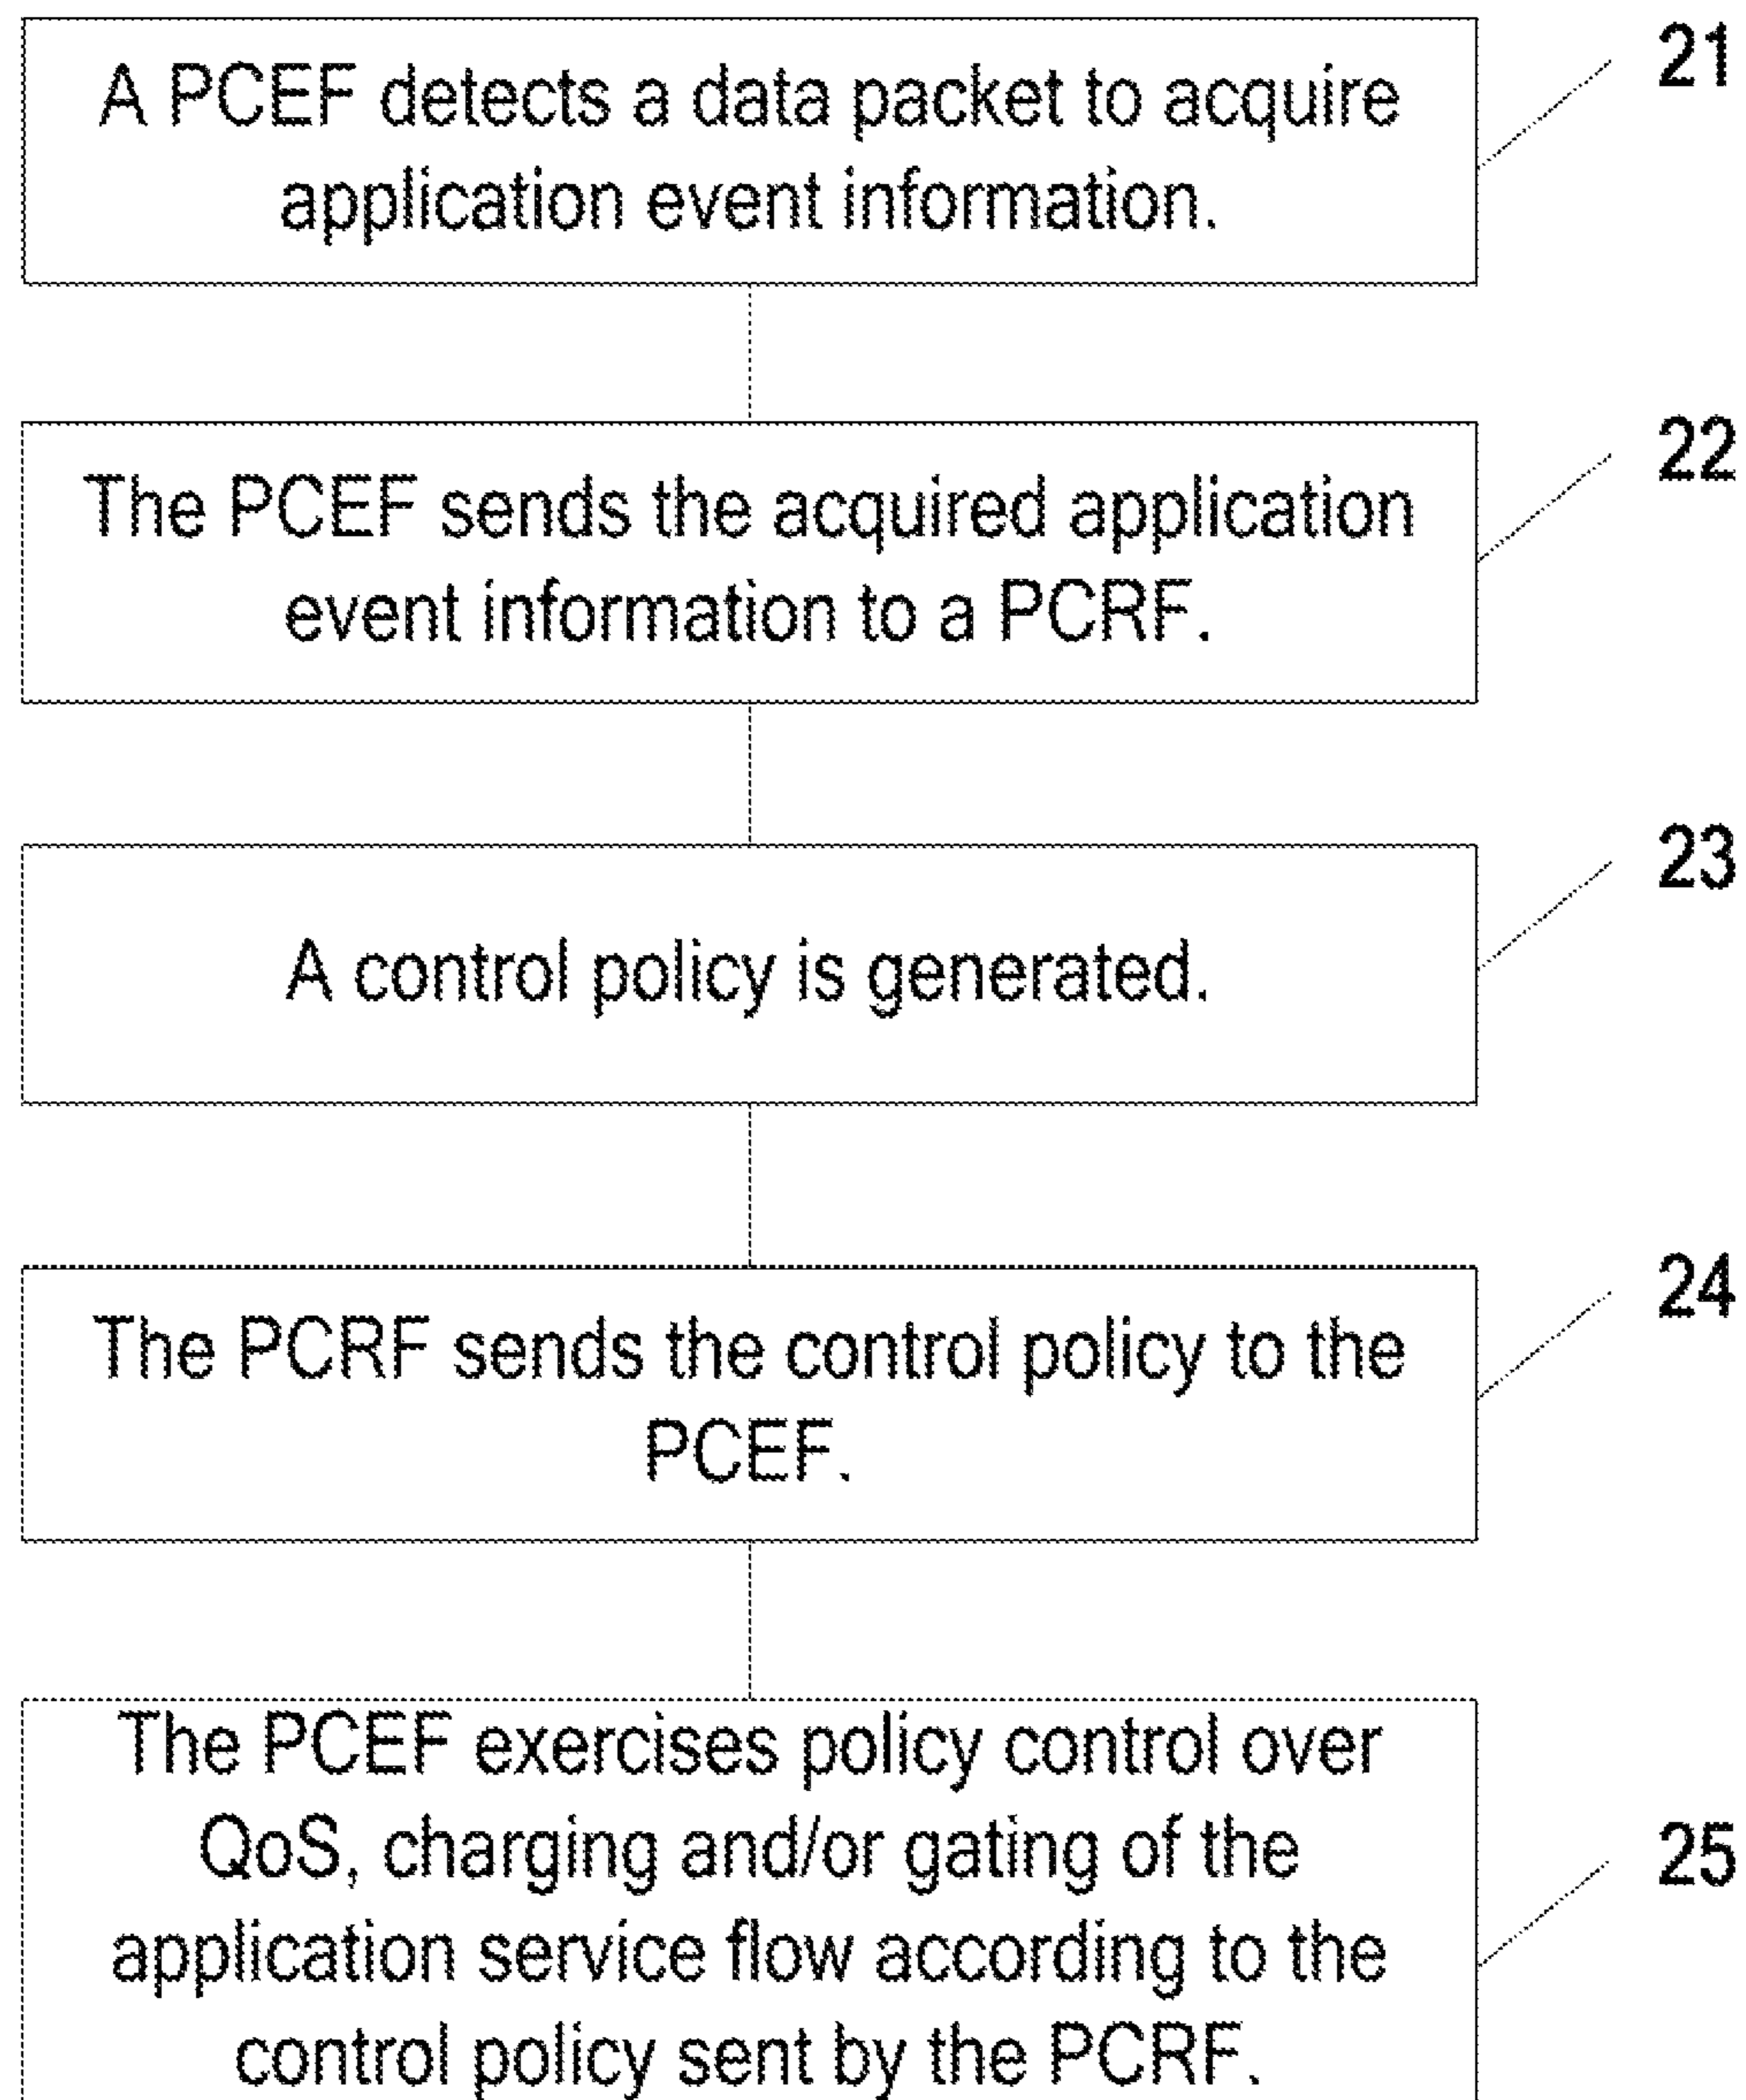 A PCEF detects a data packet to acquire
application event information.
21
The PCEF sends the acquired application
event information to a PCRF.
22
A control policy is generated.
23
The PCRF sends the control policy to the
PCEF.
24
The PCEF exercises policy control over
QoS, charging and/or gating of the
application service flow according to the
control policy sent by the PCRF.
25